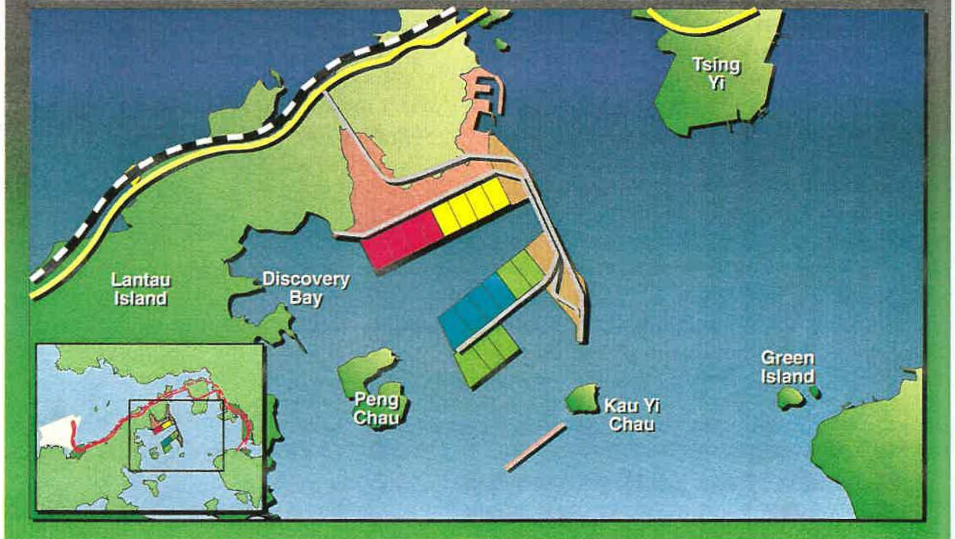 Tsing
Yi
Lantau
Island
Discovery
Bay
Peng
Chau
Kau Yi
Chau
Green
Island